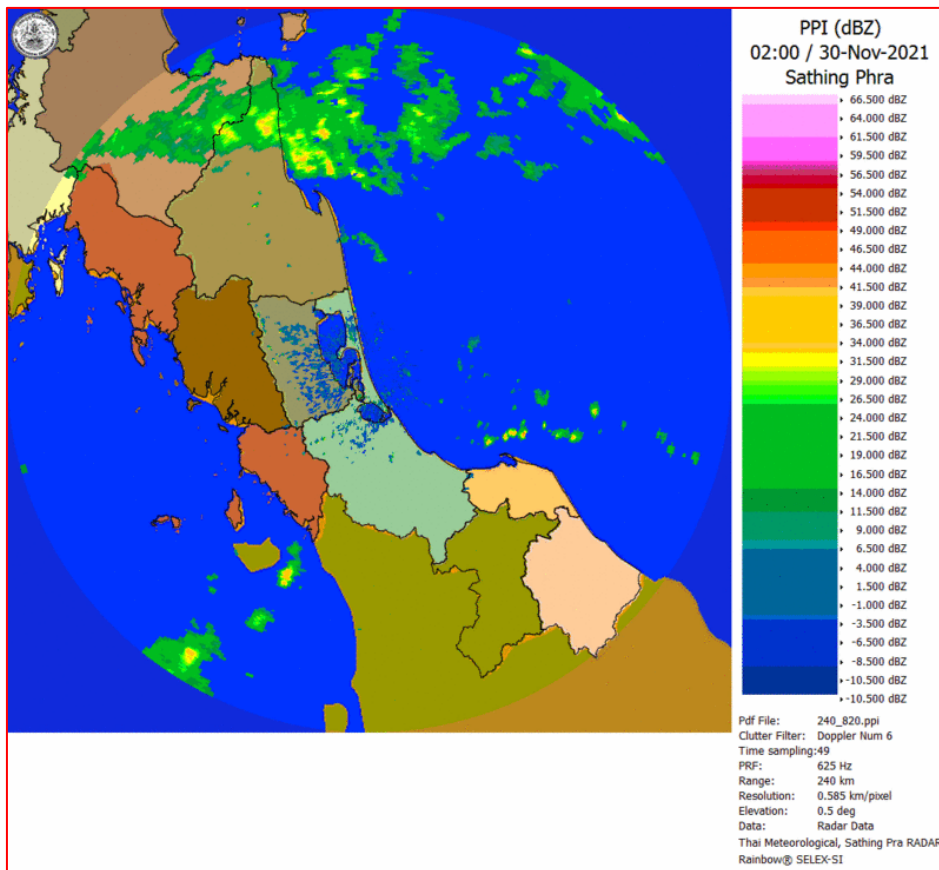 PPI (dBZ)
02:00 / 30-Nov-2021
Sathing Phra
66.500 dBZ
64.000 dBZ
61.500 dBZ
59.500 dBZ
56.500 dBZ
54.000 dBZ
51.500 dBZ
49.000 dBZ
46.500 dBZ
44.000 dBZ
41.500 dBZ
39.000 dBZ
36.500 dBZ
34.000 dBZ
31.500 dBZ
29.000 dBZ
26.500 dBZ
24.000 dBZ
21.500 dBZ
19.000 dBZ
16.500 dBZ
14.000 dBZ
11.500 dBZ
9.000 dBZ
6.500 dBZ
4.000 dBZ
1.500 dBZ
-1.000 dBZ
-3.500 dBZ
-6.500 dBZ
-8.500 dBZ
-10.500 dBZ
-10.500 dBZ
Pdf File: 240_820.ppi
Clutter Filter: Doppler Num 6
Time sampling:49
PRF: 625 Hz
Range: 240 km
Resolution: 0.585 km/pixel
Elevation: 0.5 deg
Data: Radar Data
Thai Meteorological, Sathing Pra RADAR
Rainbow® SELEX-SI